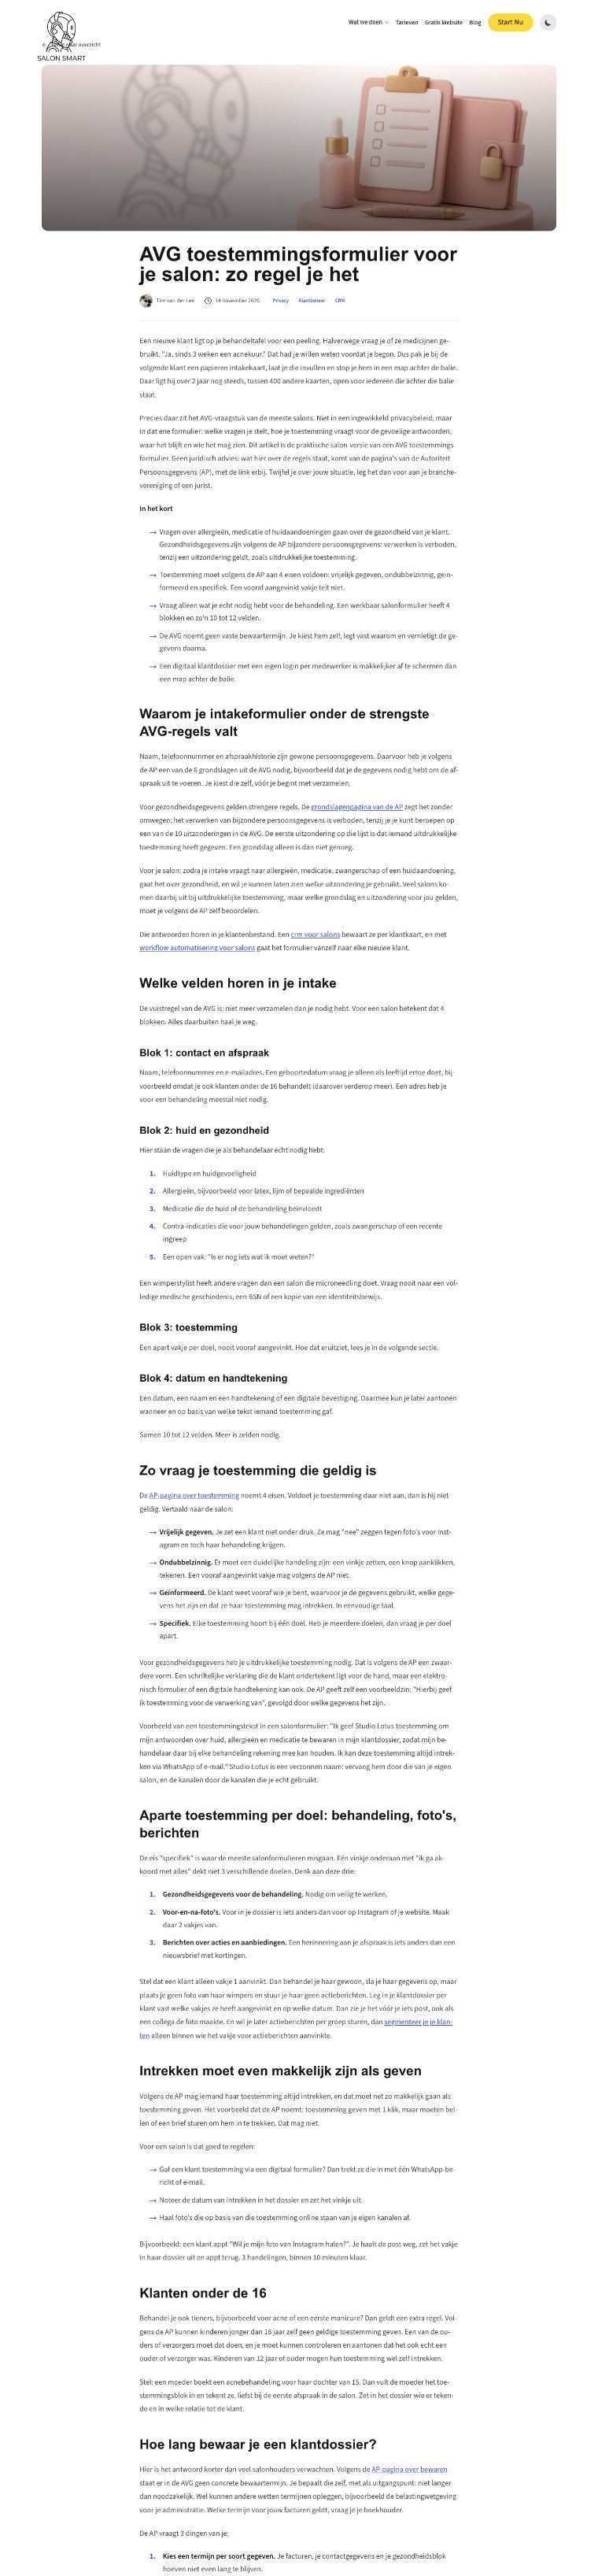 Wat we doen
Tarieven
Gratis Website
Blog
Start Nu
naar overzicht
SALON SMART
AVG toestemmingsformulier voor
je salon: zo regel je het
Tim van der Lee
14 november 2025
Privacy
Klantbeheer
CRM
Een nieuwe klant ligt op je behandeltafel voor een peeling. Halverwege vraag je of ze medicijnen ge-
bruikt. "Ja, sinds 3 weken een acnekuur." Dat had je willen weten voordat je begon. Dus pak je bij de
volgende klant een papieren intakekaart, laat je die invullen en stop je hem in een map achter de balie.
Daar ligt hij over 2 jaar nog steeds, tussen 400 andere kaarten, open voor iedereen die achter die balie
staat.
Precies daar zit het AVG-vraagstuk van de meeste salons. Niet in een ingewikkeld privacybeleid, maar
in dat ene formulier: welke vragen je stelt, hoe je toestemming vraagt voor de gevoelige antwoorden,
waar het blijft en wie het mag zien. Dit artikel is de praktische salon-versie van een AVG toestemmings
formulier. Geen juridisch advies: wat hier over de regels staat, komt van de pagina's van de Autoriteit
Persoonsgegevens (AP), met de link erbij. Twijfel je over jouw situatie, leg het dan voor aan je branche-
vereniging of een jurist.
In het kort
→ Vragen over allergieën, medicatie of huidaandoeningen gaan over de gezondheid van je klant.
Gezondheidsgegevens zijn volgens de AP bijzondere persoonsgegevens: verwerken is verboden,
tenzij een uitzondering geldt, zoals uitdrukkelijke toestemming.
→ Toestemming moet volgens de AP aan 4 eisen voldoen: vrijelijk gegeven, ondubbelzinnig, geïn-
formeerd en specifiek. Een vooraf aangevinkt vakje telt niet.
→ Vraag alleen wat je echt nodig hebt voor de behandeling. Een werkbaar salonformulier heeft 4
blokken en zo'n 10 tot 12 velden.
→ De AVG noemt geen vaste bewaartermijn. Je kiest hem zelf, legt vast waarom en vernietigt de ge-
gevens daarna.
→ Een digitaal klantdossier met een eigen login per medewerker is makkelijker af te schermen dan
een map achter de balie.
Waarom je intakeformulier onder de strengste
AVG-regels valt
Naam, telefoonnummer en afspraakhistorie zijn gewone persoonsgegevens. Daarvoor heb je volgens
de AP een van de 6 grondslagen uit de AVG nodig, bijvoorbeeld dat je de gegevens nodig hebt om de af-
spraak uit te voeren. Je kiest die zelf, vóór je begint met verzamelen.
Voor gezondheidsgegevens gelden strengere regels. De grondslagenpagina van de AP zegt het zonder
omwegen: het verwerken van bijzondere persoonsgegevens is verboden, tenzij je je kunt beroepen op
een van de 10 uitzonderingen in de AVG. De eerste uitzondering op die lijst is dat iemand uitdrukkelijke
toestemming heeft gegeven. Een grondslag alleen is dan niet genoeg.
Voor je salon: zodra je intake vraagt naar allergieën, medicatie, zwangerschap of een huidaandoening,
gaat het over gezondheid, en wil je kunnen laten zien welke uitzondering je gebruikt. Veel salons ko-
men daarbij uit bij uitdrukkelijke toestemming, maar welke grondslag en uitzondering voor jou gelden,
moet je volgens de AP zelf beoordelen.
Die antwoorden horen in je klantenbestand. Een crm voor salons bewaart ze per klantkaart, en met
workflow automatisering voor salons gaat het formulier vanzelf naar elke nieuwe klant.
Welke velden horen in je intake
De vuistregel van de AVG is: niet meer verzamelen dan je nodig hebt. Voor een salon betekent dat 4
blokken. Alles daarbuiten haal je weg.
Blok 1: contact en afspraak
Naam, telefoonnummer en e-mailadres. Een geboortedatum vraag je alleen als leeftijd ertoe doet, bij-
voorbeeld omdat je ook klanten onder de 16 behandelt (daarover verderop meer). Een adres heb je
voor een behandeling meestal niet nodig.
Blok 2: huid en gezondheid
Hier staan de vragen die je als behandelaar echt nodig hebt:
1. Huidtype en huidgevoeligheid
2. Allergieën, bijvoorbeeld voor latex, lijm of bepaalde ingrediënten
3. Medicatie die de huid of de behandeling beïnvloedt
4. Contra-indicaties die voor jouw behandelingen gelden, zoals zwangerschap of een recente
ingreep
5. Een open vak: "Is er nog iets wat ik moet weten?"
Een wimperstylist heeft andere vragen dan een salon die microneedling doet. Vraag nooit naar een vol-
ledige medische geschiedenis, een BSN of een kopie van een identiteitsbewijs.
Blok 3: toestemming
Een apart vakje per doel, nooit vooraf aangevinkt. Hoe dat eruitziet, lees je in de volgende sectie.
Blok 4: datum en handtekening
Een datum, een naam en een handtekening of een digitale bevestiging. Daarmee kun je later aantonen
wanneer en op basis van welke tekst iemand toestemming gaf.
Samen 10 tot 12 velden. Meer is zelden nodig.
Zo vraag je toestemming die geldig is
De AP-pagina over toestemming noemt 4 eisen. Voldoet je toestemming daar niet aan, dan is hij niet
geldig. Vertaald naar de salon:
→ Vrijelijk gegeven. Je zet een klant niet onder druk. Ze mag "nee" zeggen tegen foto's voor Inst-
agram en toch haar behandeling krijgen.
→ Ondubbelzinnig. Er moet een duidelijke handeling zijn: een vinkje zetten, een knop aanklikken,
tekenen. Een vooraf aangevinkt vakje mag volgens de AP niet.
→ Geïnformeerd. De klant weet vooraf wie je bent, waarvoor je de gegevens gebruikt, welke gege-
vens het zijn en dat ze haar toestemming mag intrekken. In eenvoudige taal.
→ Specifiek. Elke toestemming hoort bij één doel. Heb je meerdere doelen, dan vraag je per doel
apart.
Voor gezondheidsgegevens heb je uitdrukkelijke toestemming nodig. Dat is volgens de AP een zwaar-
dere vorm. Een schriftelijke verklaring die de klant ondertekent ligt voor de hand, maar een elektro-
nisch formulier of een digitale handtekening kan ook. De AP geeft zelf een voorbeeldzin: "Hierbij geef
ik toestemming voor de verwerking van", gevolgd door welke gegevens het zijn.
Voorbeeld van een toestemmingstekst in een salonformulier: "Ik geef Studio Lotus toestemming om
mijn antwoorden over huid, allergieën en medicatie te bewaren in mijn klantdossier, zodat mijn be-
handelaar daar bij elke behandeling rekening mee kan houden. Ik kan deze toestemming altijd intrek-
ken via WhatsApp of e-mail." Studio Lotus is een verzonnen naam: vervang hem door die van je eigen
salon, en de kanalen door de kanalen die je echt gebruikt.
Aparte toestemming per doel: behandeling, foto's,
berichten
De eis "specifiek" is waar de meeste salonformulieren misgaan. Eén vinkje onderaan met "ik ga ak-
koord met alles" dekt niet 3 verschillende doelen. Denk aan deze drie:
1. Gezondheidsgegevens voor de behandeling. Nodig om veilig te werken.
2. Voor-en-na-foto's. Voor in je dossier is iets anders dan voor op Instagram of je website. Maak
daar 2 vakjes van.
3. Berichten over acties en aanbiedingen. Een herinnering aan je afspraak is iets anders dan een
nieuwsbrief met kortingen.
Stel dat een klant alleen vakje 1 aanvinkt. Dan behandel je haar gewoon, sla je haar gegevens op, maar
plaats je geen foto van haar wimpers en stuur je haar geen actieberichten. Leg in je klantdossier per
klant vast welke vakjes ze heeft aangevinkt en op welke datum. Dan zie je het vóór je iets post, ook als
een collega de foto maakte. En wil je later actieberichten per groep sturen, dan segmenteer je je klan-
ten alleen binnen wie het vakje voor actieberichten aanvinkte.
Intrekken moet even makkelijk zijn als geven
Volgens de AP mag iemand haar toestemming altijd intrekken, en dat moet net zo makkelijk gaan als
toestemming geven. Het voorbeeld dat de AP noemt: toestemming geven met 1 klik, maar moeten bel-
len of een brief sturen om hem in te trekken. Dat mag niet.
Voor een salon is dat goed te regelen:
→ Gaf een klant toestemming via een digitaal formulier? Dan trekt ze die in met één WhatsApp-be-
richt of e-mail.
→ Noteer de datum van intrekken in het dossier en zet het vinkje uit.
→ Haal foto's die op basis van die toestemming online staan van je eigen kanalen af.
Bijvoorbeeld: een klant appt "Wil je mijn foto van Instagram halen?". Je haalt de post weg, zet het vakje
in haar dossier uit en appt terug. 3 handelingen, binnen 10 minuten klaar.
Klanten onder de 16
Behandel je ook tieners, bijvoorbeeld voor acne of een eerste manicure? Dan geldt een extra regel. Vol-
gens de AP kunnen kinderen jonger dan 16 jaar zelf geen geldige toestemming geven. Een van de ou-
ders of verzorgers moet dat doen, en je moet kunnen controleren en aantonen dat het ook echt een
ouder of verzorger was. Kinderen van 12 jaar of ouder mogen hun toestemming wel zelf intrekken.
Stel: een moeder boekt een acnebehandeling voor haar dochter van 15. Dan vult de moeder het toe-
stemmingsblok in en tekent ze, liefst bij de eerste afspraak in de salon. Zet in het dossier wie er teken-
de en in welke relatie tot de klant.
Hoe lang bewaar je een klantdossier?
Hier is het antwoord korter dan veel salonhouders verwachten. Volgens de AP-pagina over bewaren
staat er in de AVG geen concrete bewaartermijn. Je bepaalt die zelf, met als uitgangspunt: niet langer
dan noodzakelijk. Wel kunnen andere wetten termijnen opleggen, bijvoorbeeld de belastingwetgeving
voor je administratie. Welke termijn voor jouw facturen geldt, vraag je je boekhouder.
De AP vraagt 3 dingen van je:
1. Kies een termijn per soort gegeven. Je facturen, je contactgegevens en je gezondheidsblok
hoeven niet even lang te blijven.